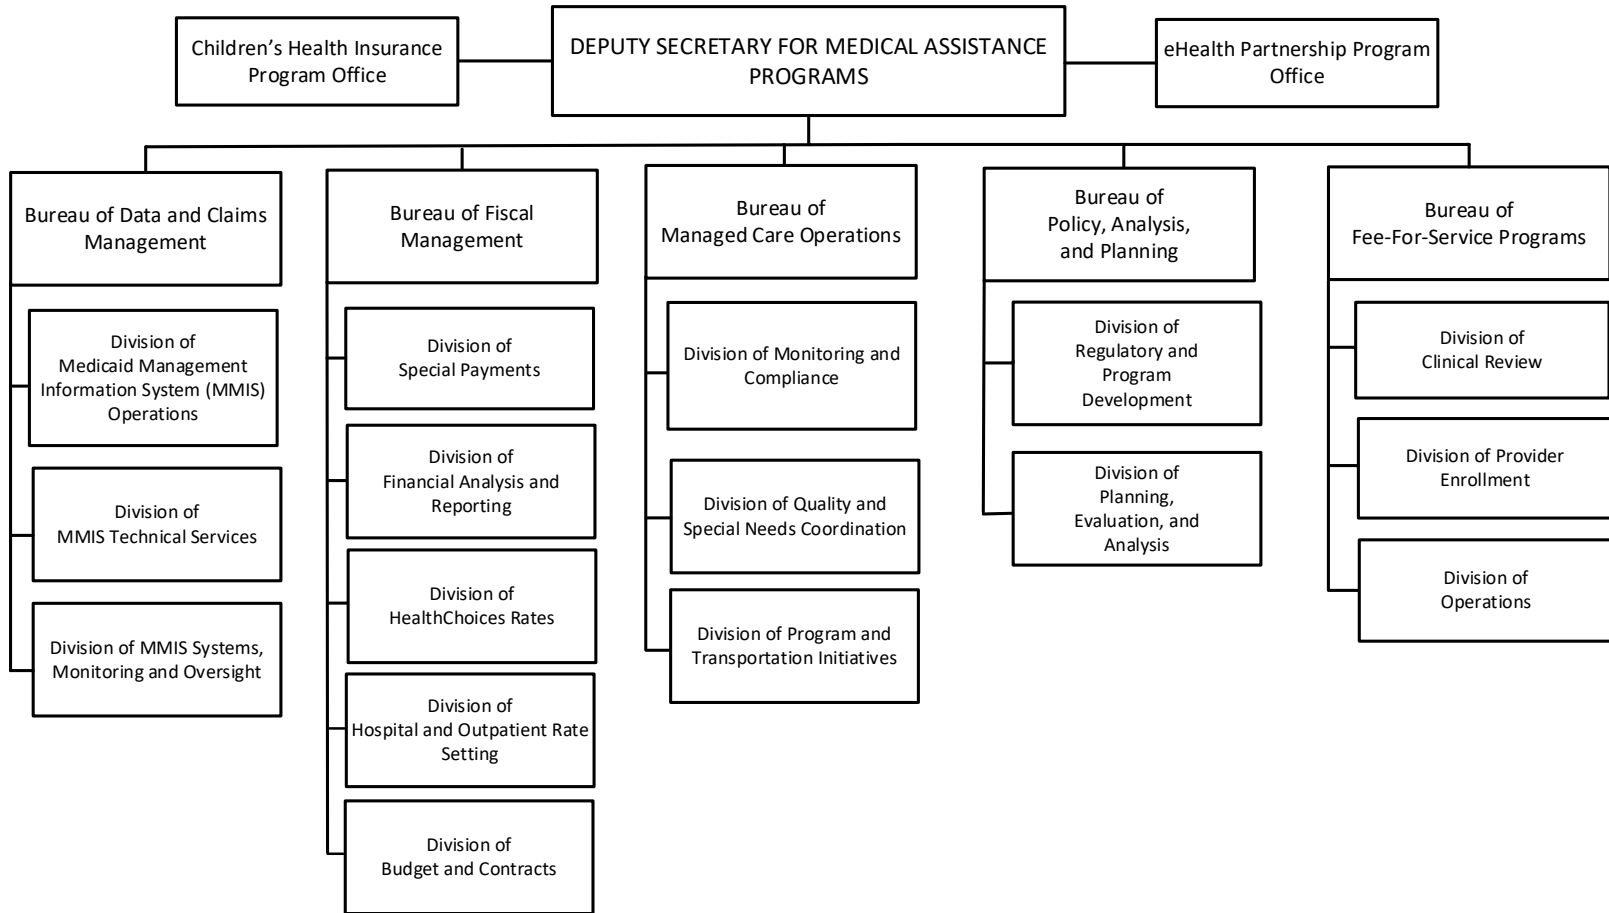 Children’s Health Insurance
Program Office
DEPUTY SECRETARY FOR MEDICAL ASSISTANCE
PROGRAMS
eHealth Partnership Program
Office
Bureau of Data and Claims
Management
Bureau of Fiscal
Management
Bureau of
Managed Care Operations
Bureau of
Policy, Analysis,
and Planning
Bureau of
Fee-For-Service Programs
Division of
Medicaid Management
Information System (MMIS)
Operations
Division of
MMIS Technical Services
Division of MMIS Systems,
Monitoring and Oversight
Division of
Special Payments
Division of
Financial Analysis and
Reporting
Division of
HealthChoices Rates
Division of
Hospital and Outpatient Rate
Setting
Division of
Budget and Contracts
Division of Monitoring and
Compliance
Division of Quality and
Special Needs Coordination
Division of Program and
Transportation Initiatives
Division of
Regulatory and
Program
Development
Division of
Planning,
Evaluation, and
Analysis
Division of
Clinical Review
Division of Provider
Enrollment
Division of
Operations